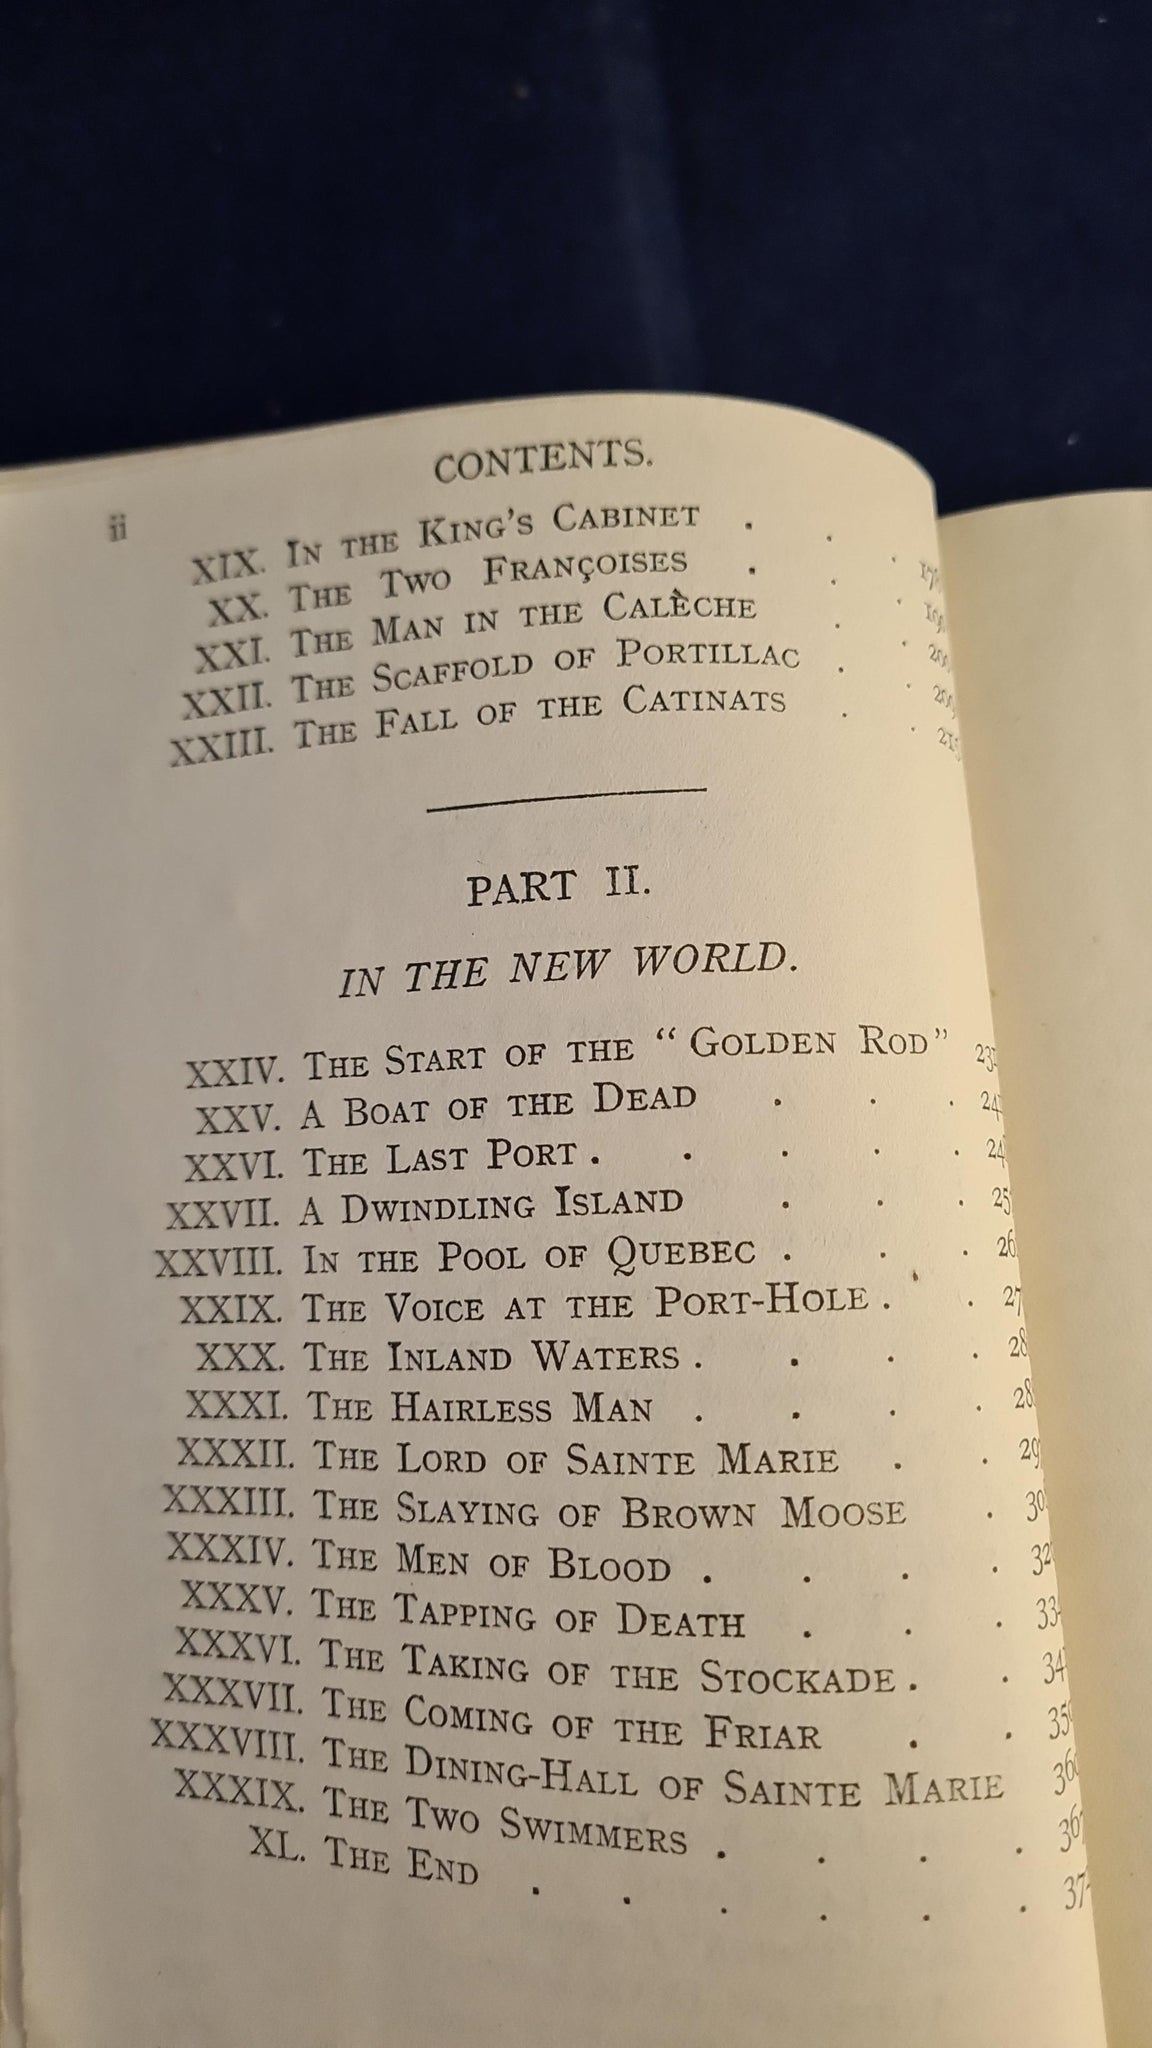 CONTENTS.
ii
XIX. IN THE KING'S CABINET . . .
XX. THE TWO FRANÇOISES . . .
XXI. THE MAN IN THE CALÈCHE . .
XXII. THE SCAFFOLD OF PORTILLAC . .
XXIII. THE FALL OF THE CATINATS . .
PART II.
IN THE NEW WORLD.
XXIV. THE START OF THE "GOLDEN ROD"
XXV. A BOAT OF THE DEAD . . .
XXVI. THE LAST PORT . . . . .
XXVII. A DWINDLING ISLAND . . .
XXVIII. IN THE POOL OF QUEBEC . . .
XXIX. THE VOICE AT THE PORT-HOLE . .
XXX. THE INLAND WATERS . . . .
XXXI. THE HAIRLESS MAN . . . .
XXXII. THE LORD OF SAINTE MARIE . .
XXXIII. THE SLAYING OF BROWN MOOSE .
XXXIV. THE MEN OF BLOOD . . . .
XXXV. THE TAPPING OF DEATH . . .
XXXVI. THE TAKING OF THE STOCKADE . .
XXXVII. THE COMING OF THE FRIAR . .
XXXVIII. THE DINING-HALL OF SAINTE MARIE
XXXIX. THE TWO SWIMMERS . . . . 367
XL. THE END . . . . . .